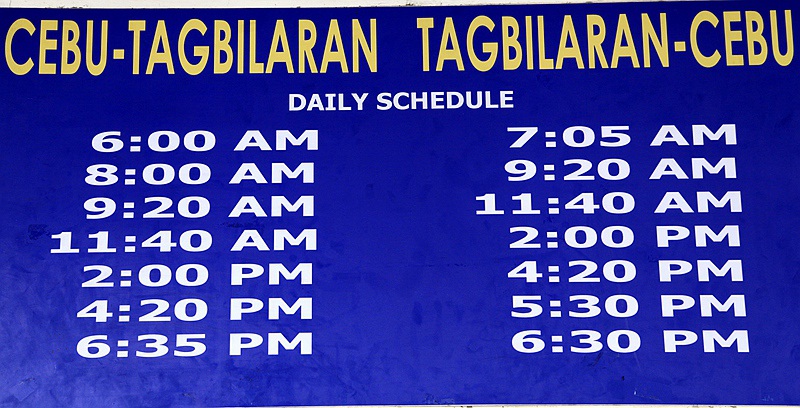 CEBU-TAGBILARAN TAGBILARAN-CEBU
DAILY SCHEDULE
6:00 AM 7:05 AM
8:00 AM 9:20 AM
9:20 AM 11:40 AM
11:40 AM 2:00 PM
2:00 PM 4:20 PM
4:20 PM 5:30 PM
6:35 PM 6:30 PM